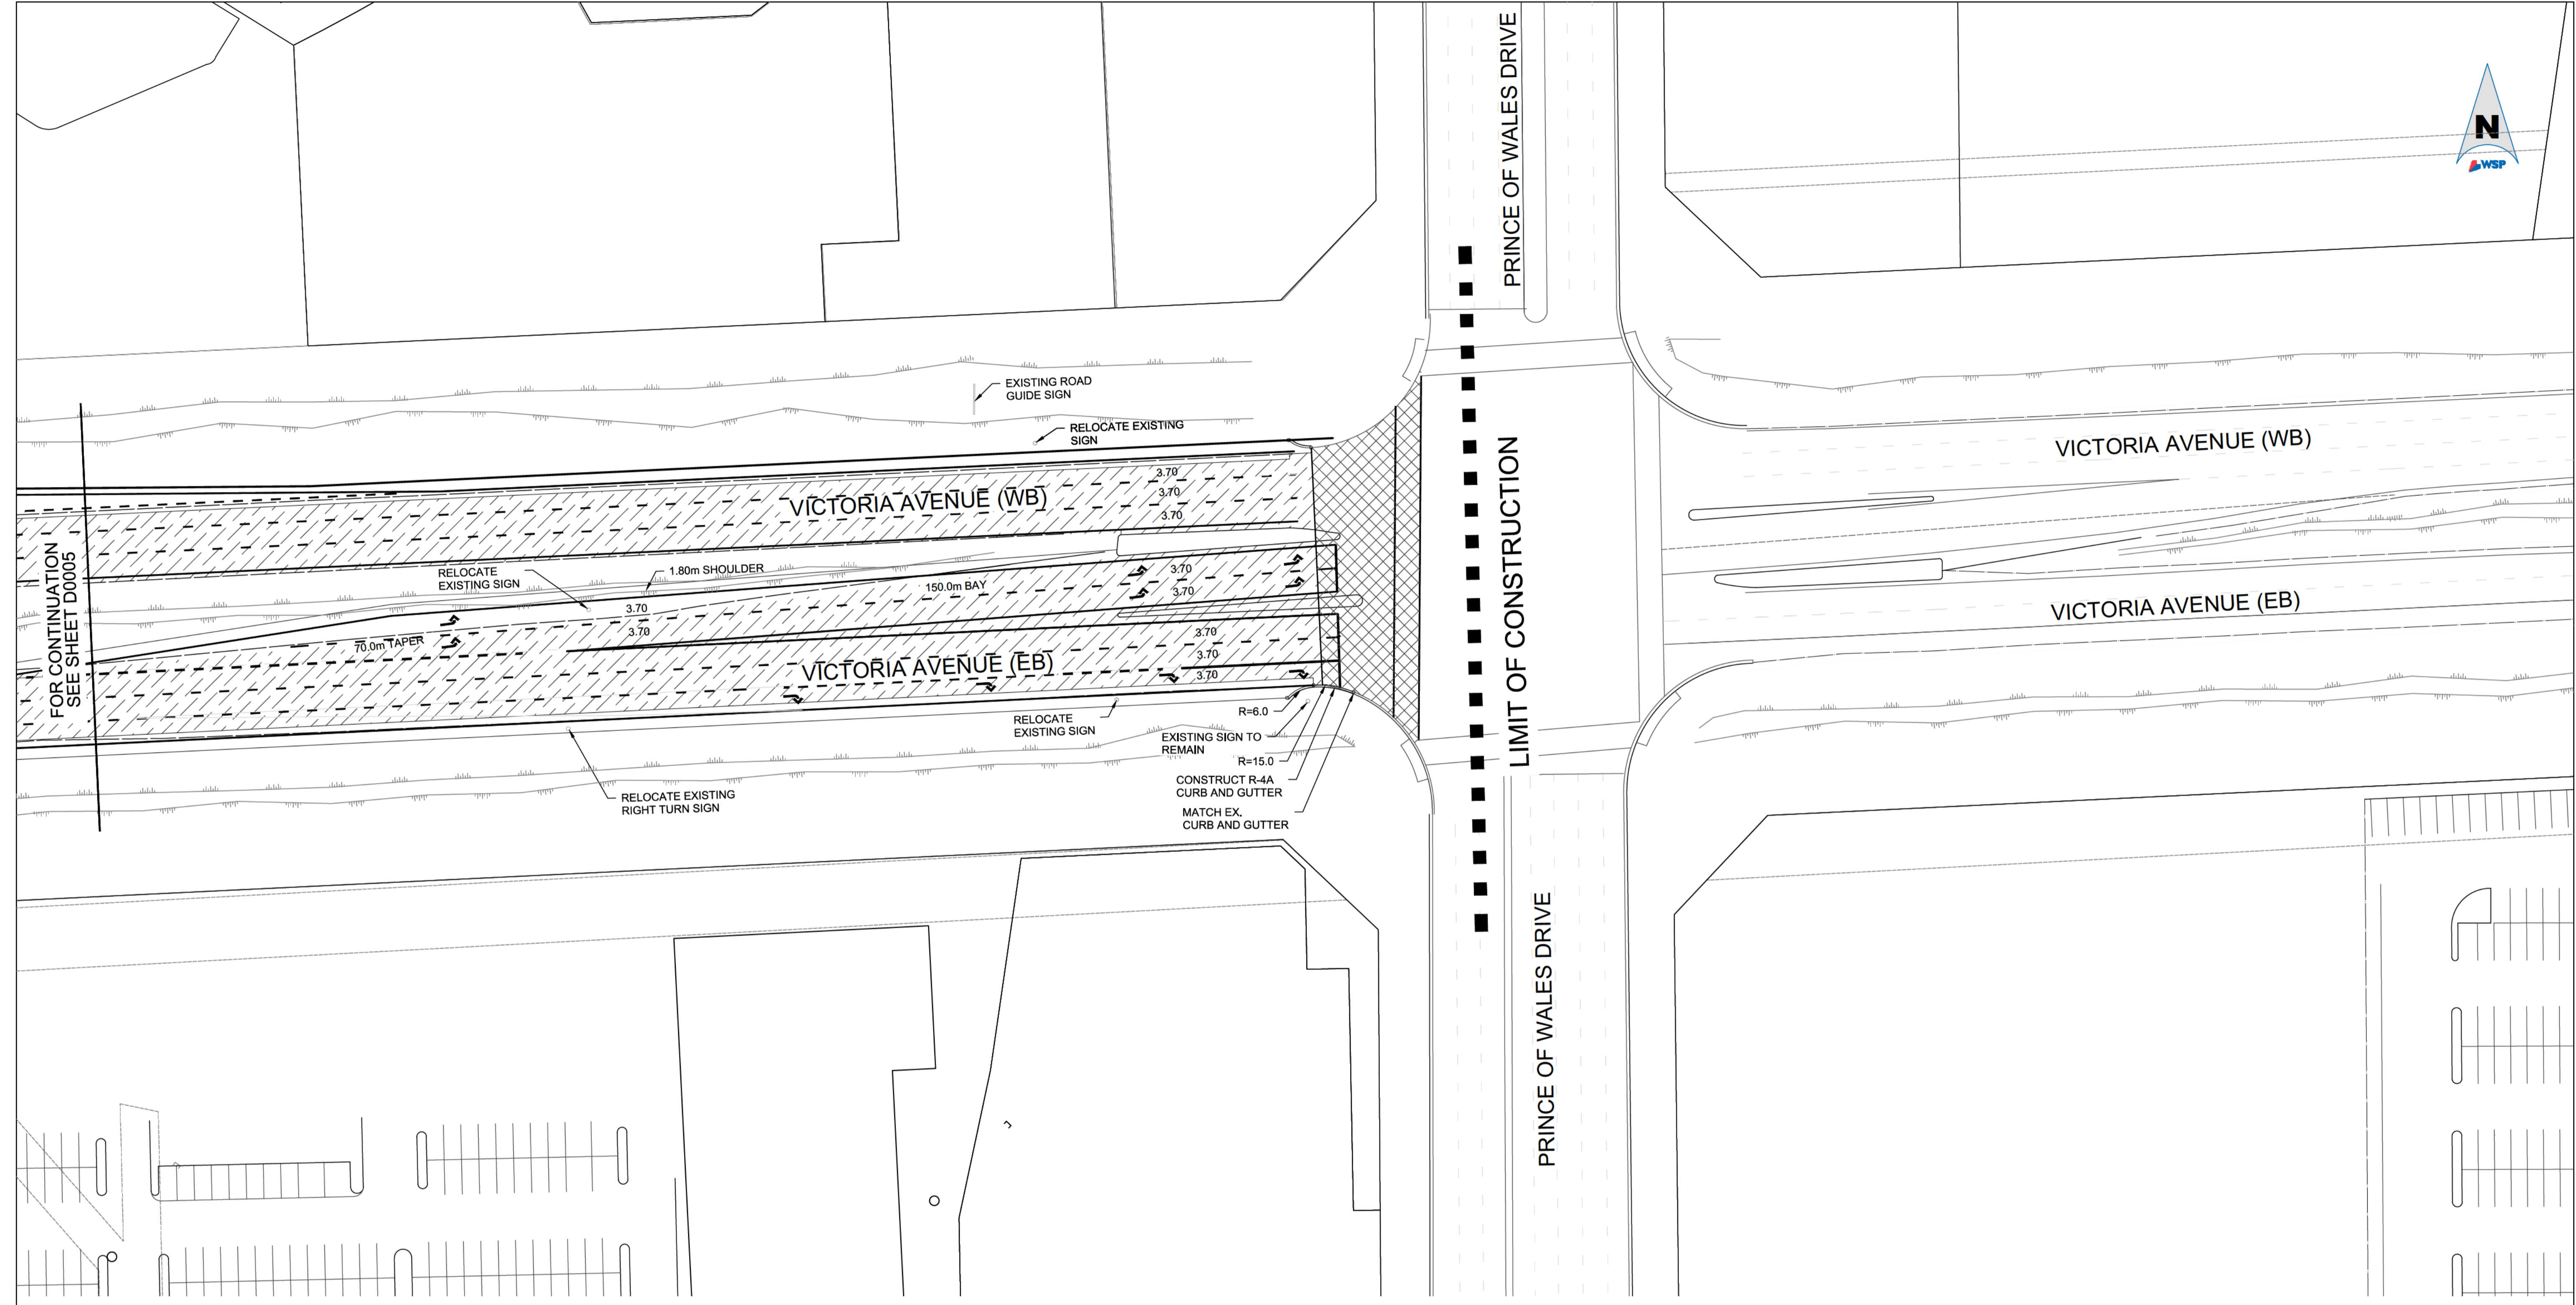 PRINCE OF WALES DRIVE
N
WSP
EXISTING ROAD
GUIDE SIGN
RELOCATE EXISTING
SIGN
VICTORIA AVENUE (WB)
3.70
3.70
3.70
VICTORIA AVENUE (WB)
FOR CONTINUATION
SEE SHEET D0005
RELOCATE
EXISTING SIGN
1.80m SHOULDER
150.0m BAY
3.70
3.70
3.70
3.70
70.0m TAPER
VICTORIA AVENUE (EB)
3.70
3.70
3.70
LIMIT OF CONSTRUCTION
VICTORIA AVENUE (EB)
RELOCATE
EXISTING SIGN
R=6.0
EXISTING SIGN TO
REMAIN
R=15.0
CONSTRUCT R-4A
CURB AND GUTTER
MATCH EX.
CURB AND GUTTER
RELOCATE EXISTING
RIGHT TURN SIGN
PRINCE OF WALES DRIVE